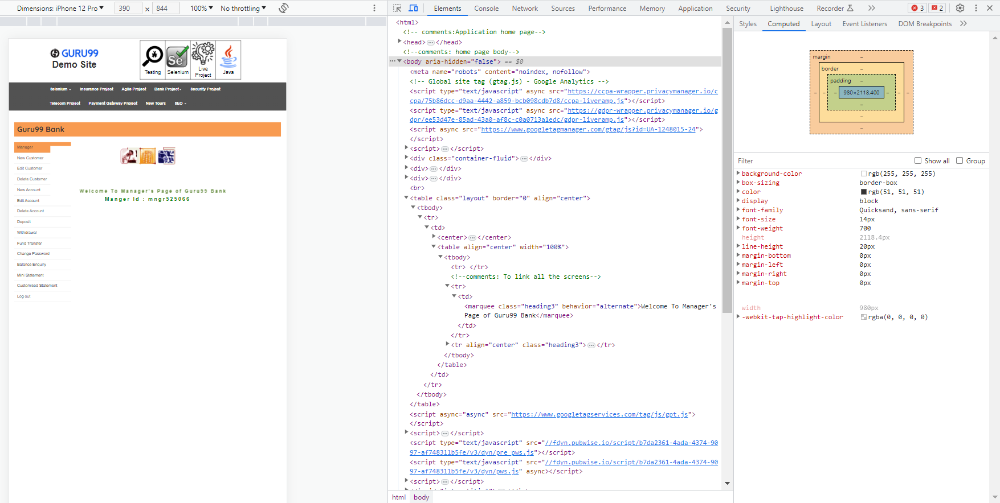 Dimensions: iPhone 12 Pro ▼ 390 × 844 100% ▼ No throttling ▼
GURU99
Demo Site
Testing
Selenium
Live
Project
Java
Selenium
Insurance Project
Agile Project
Bank Project
Security Project
Telecom Project
Payment Gateway Project
New Tours
SEO
Guru99 Bank
Manager
New Customer
Edit Customer
Delete Customer
New Account
Edit Account
Delete Account
Deposit
Withdrawal
Fund Transfer
Change Password
Balance Enquiry
Mini Statement
Customised Statement
Log out
Welcome To Manager's Page of Guru99 Bank
Manger Id : mngr525066
Elements Console Network Sources Performance Memory Application Security Lighthouse Recorder 3 2
<html>
<!-- comments:Application home page-->
<head>…</head>
<!--comments: home page body-->
<body aria-hidden="false"> == $0
<meta name="robots" content="noindex, nofollow">
<!-- Global site tag (gtag.js) - Google Analytics -->
<script type="text/javascript" async src="https://ccpa-wrapper.privacymanager.io/c
cpa/75b86dcc-d9aa-4442-a859-bcb098cdb7d8/ccpa-liveramp.js"></script>
<script type="text/javascript" async src="https://gdpr-wrapper.privacymanager.io/g
dpr/ee53d47e-85ad-43a0-af8c-c0a0713a1edc/gdpr-liveramp.js"></script>
<script async src="https://www.googletagmanager.com/gtag/js?id=UA-1248015-24">
</script>
<script>…</script>
<div class="container-fluid">…</div>
<div>…</div>
<div>…</div>
<br>
<table class="layout" border="0" align="center">
<tbody>
<tr>
<td>
<center>…</center>
<table align="center" width="100%">
<tbody>
<tr> </tr>
<!--comments: To link all the screens-->
<tr>
<td>
<marquee class="heading3" behavior="alternate">Welcome To Manager's
Page of Guru99 Bank</marquee>
</td>
</tr>
<tr align="center" class="heading3">…</tr>
</tbody>
</table>
</td>
</tr>
</tbody>
</table>
<script async="async" src="https://www.googletagservices.com/tag/js/gpt.js">
</script>
<script>…</script>
<script type="text/javascript" src="//fdyn.pubwise.io/script/b7da2361-4ada-4374-90
97-af748311b5fe/v3/dyn/pre_pws.js"></script>
<script type="text/javascript" src="//fdyn.pubwise.io/script/b7da2361-4ada-4374-90
97-af748311b5fe/v3/dyn/pws.js" async></script>
<script>…</script>
html body
Styles Computed Layout Event Listeners DOM Breakpoints
margin –
border –
padding –
– – – 980×2118.400 – – –
–
–
–
Filter Show all Group
background-color rgb(255, 255, 255)
box-sizing border-box
color rgb(51, 51, 51)
display block
font-family Quicksand, sans-serif
font-size 14px
font-weight 700
height 2118.4px
line-height 20px
margin-bottom 0px
margin-left 0px
margin-right 0px
margin-top 0px
width 980px
-webkit-tap-highlight-color rgba(0, 0, 0, 0)